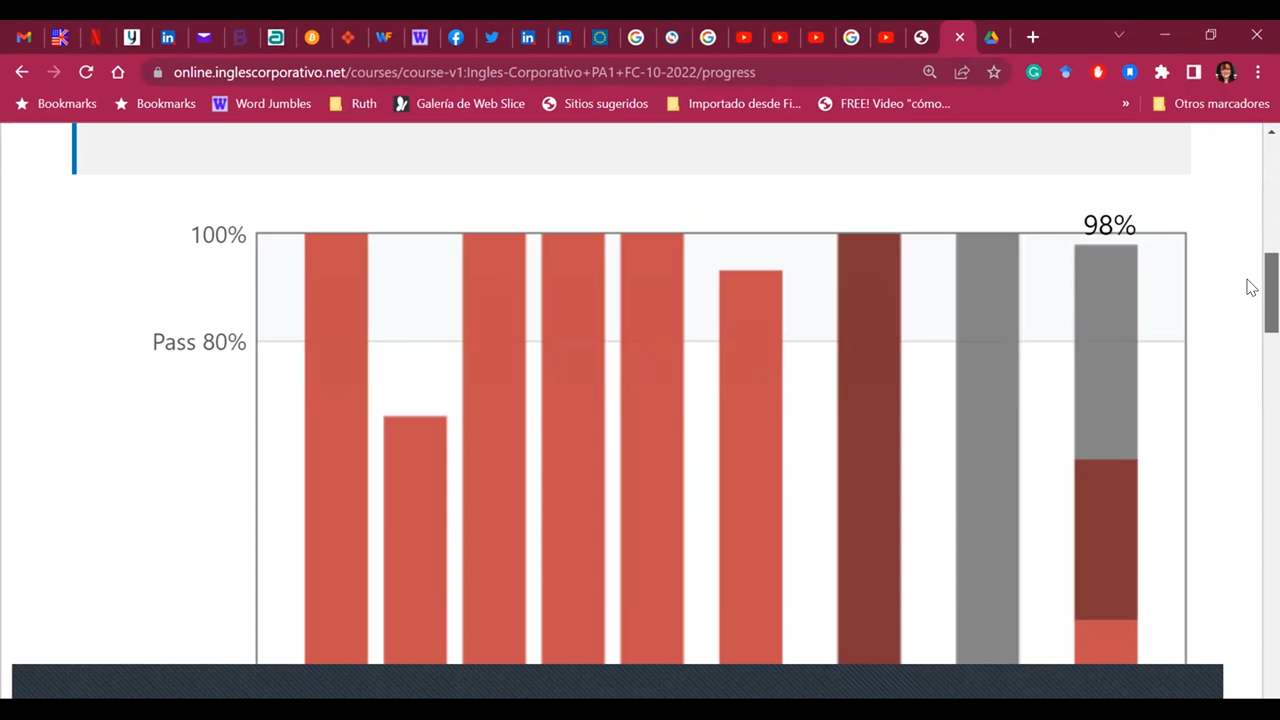 online.inglescorporativo.net/courses/course-v1:Ingles-Corporativo+PA1+FC-10-2022/progress
Bookmarks Bookmarks Word Jumbles Ruth Galería de Web Slice Sitios sugeridos Importado desde Fi... FREE! Video "cómo... » Otros marcadores
98%
100%
Pass 80%